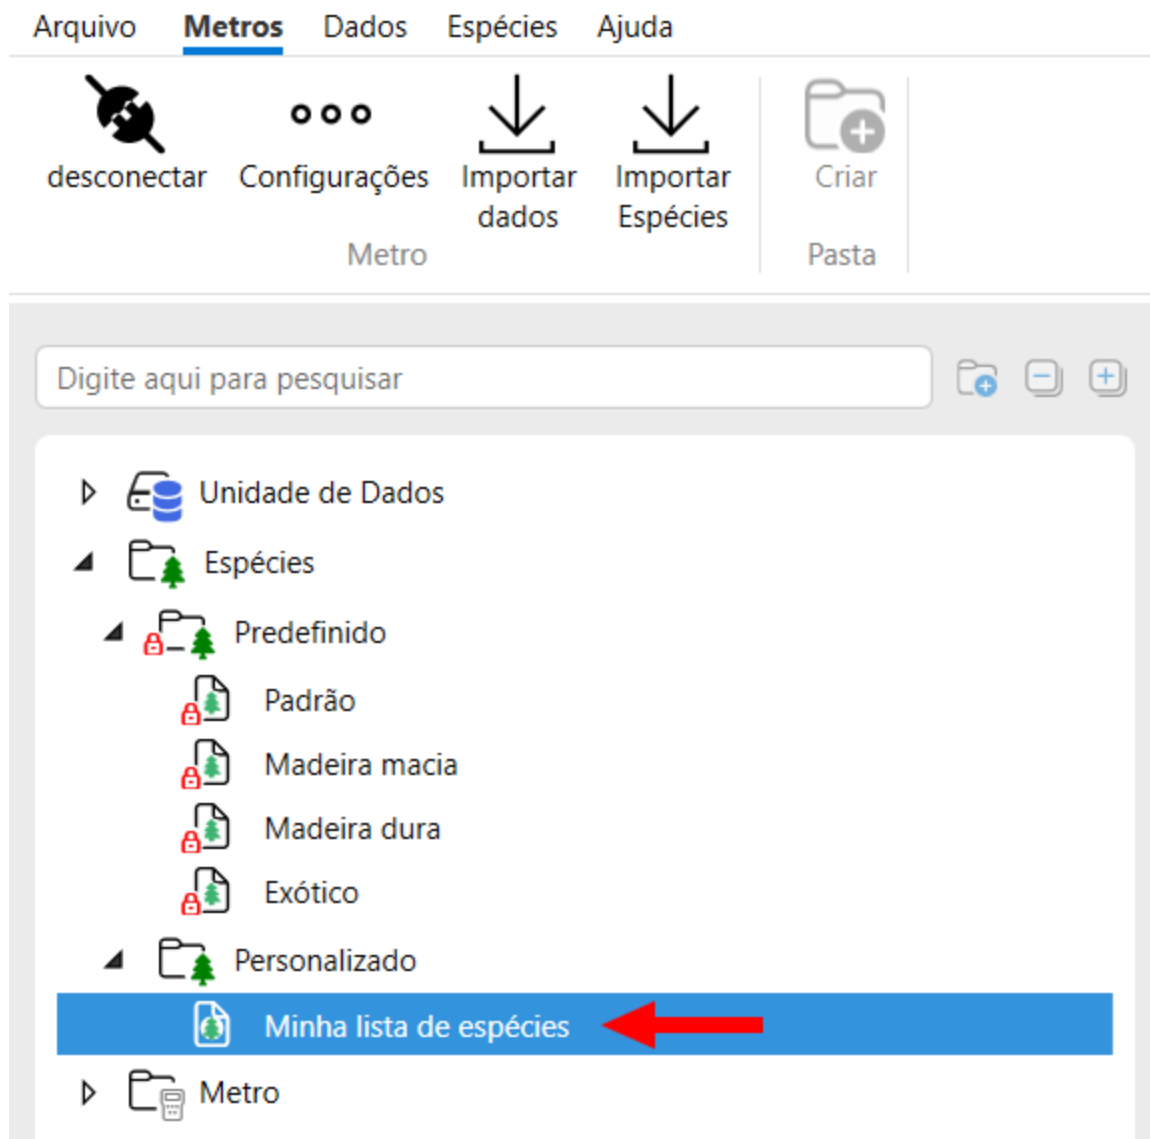 Arquivo Metros Dados Espécies Ajuda
desconectar Configurações Importar dados Importar Espécies Criar
Metro Pasta
Digite aqui para pesquisar
Unidade de Dados
Espécies
Predefinido
Padrão
Madeira macia
Madeira dura
Exótico
Personalizado
Minha lista de espécies
Metro